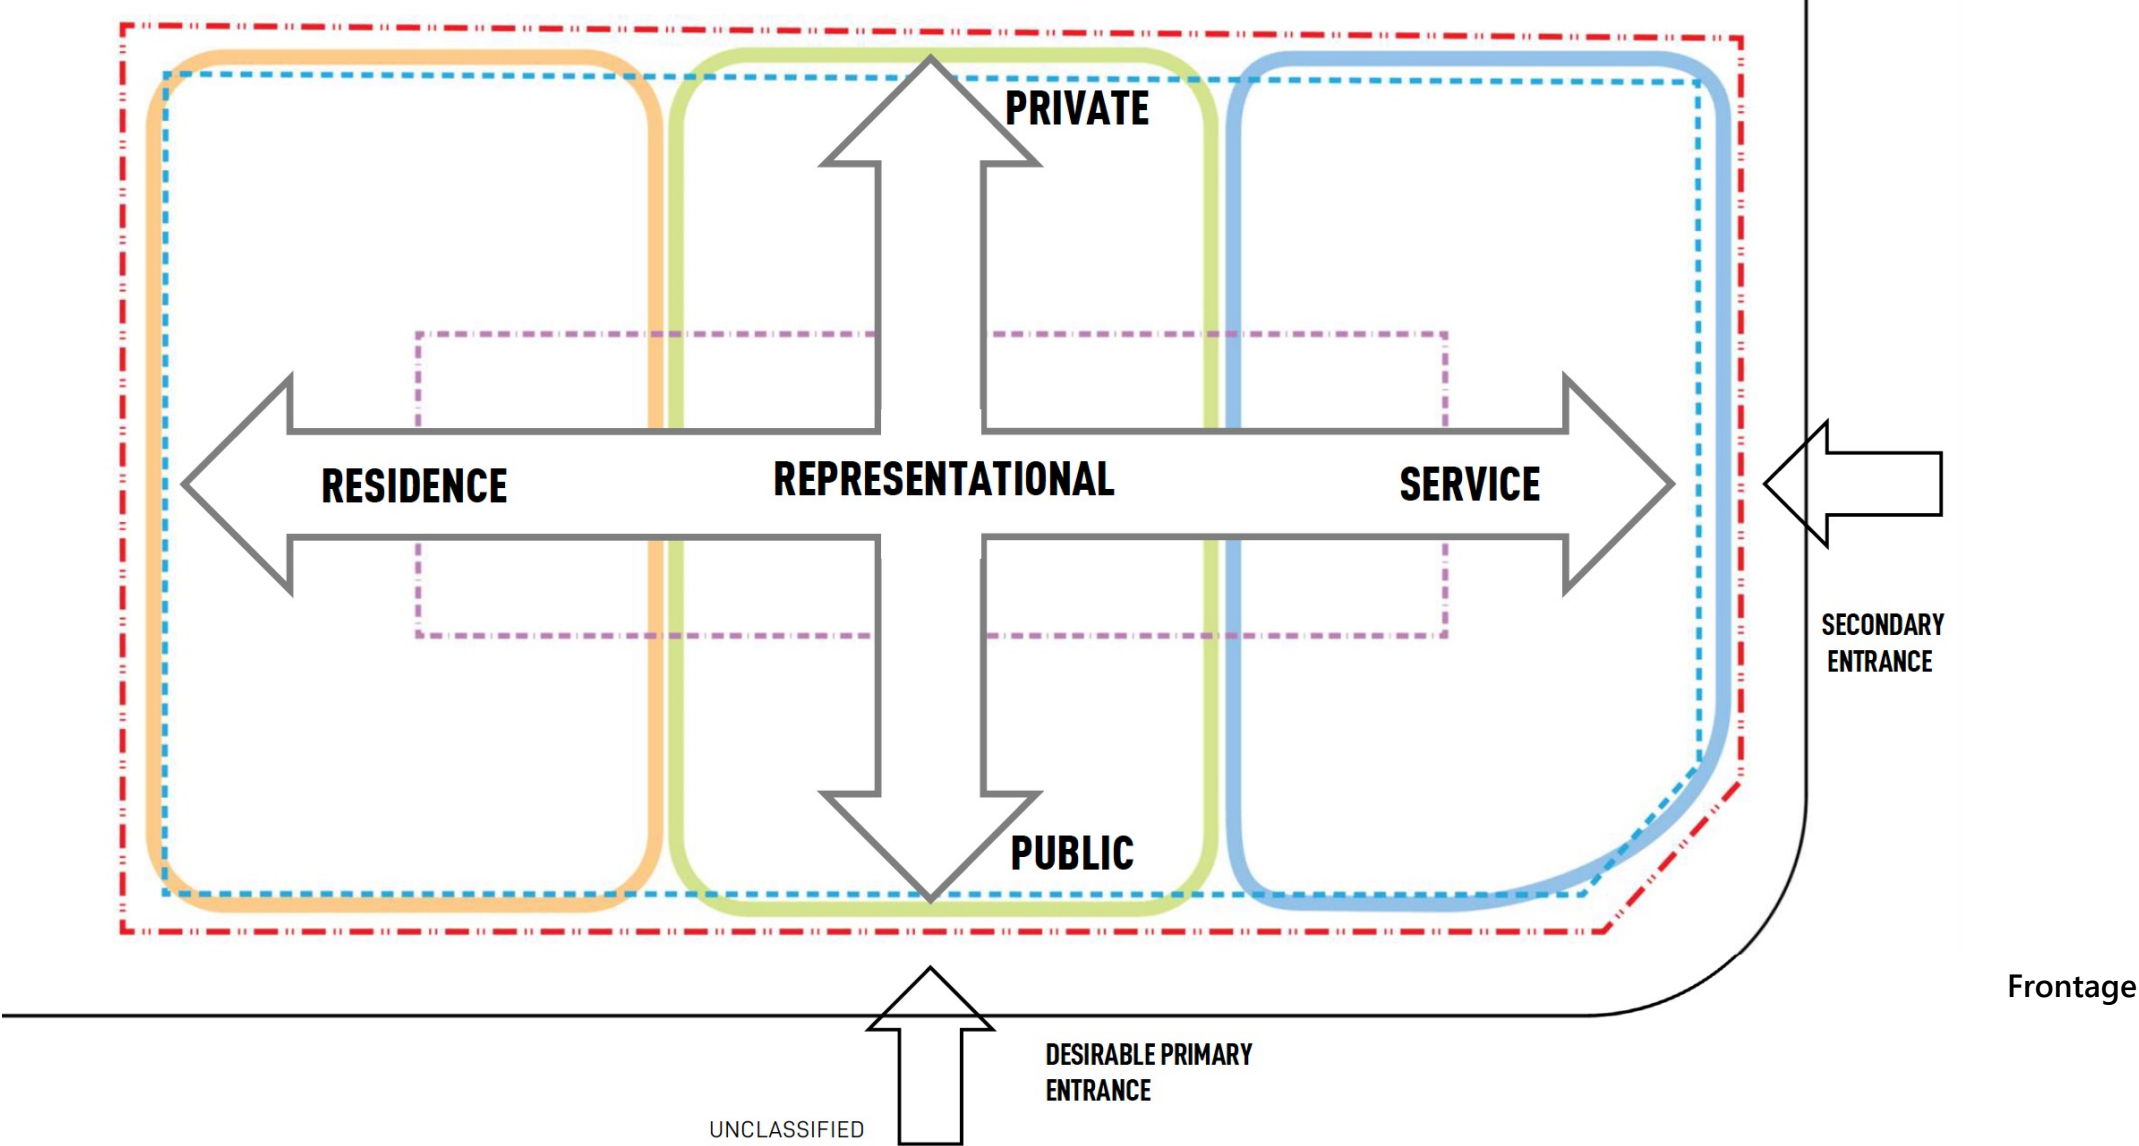 PRIVATE
RESIDENCE
REPRESENTATIONAL
SERVICE
SECONDARY
ENTRANCE
PUBLIC
Frontage
DESIRABLE PRIMARY
ENTRANCE
UNCLASSIFIED